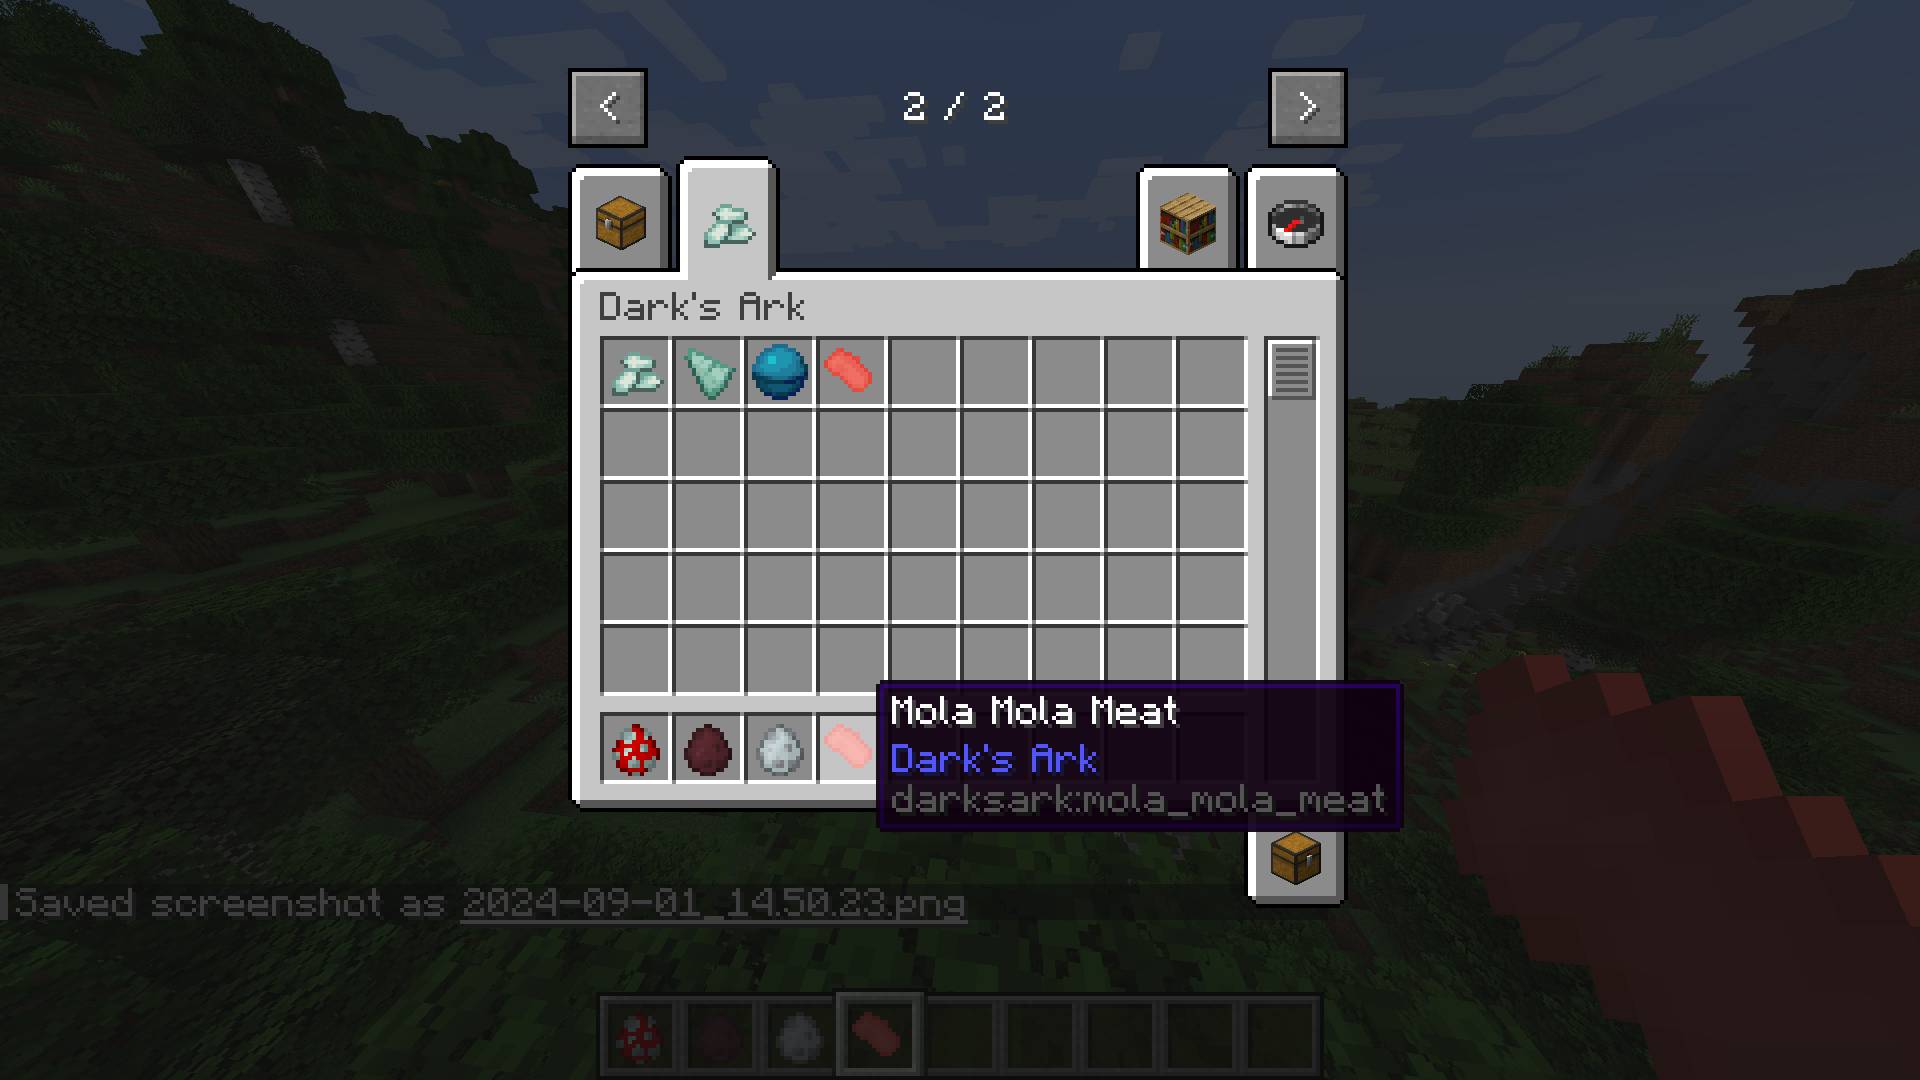 < 2 / 2 >
Dark's Ark
Mola Mola Meat
Dark's Ark
darksark:mola_mola_meat
Saved screenshot as 2024-09-01_14.50.23.png